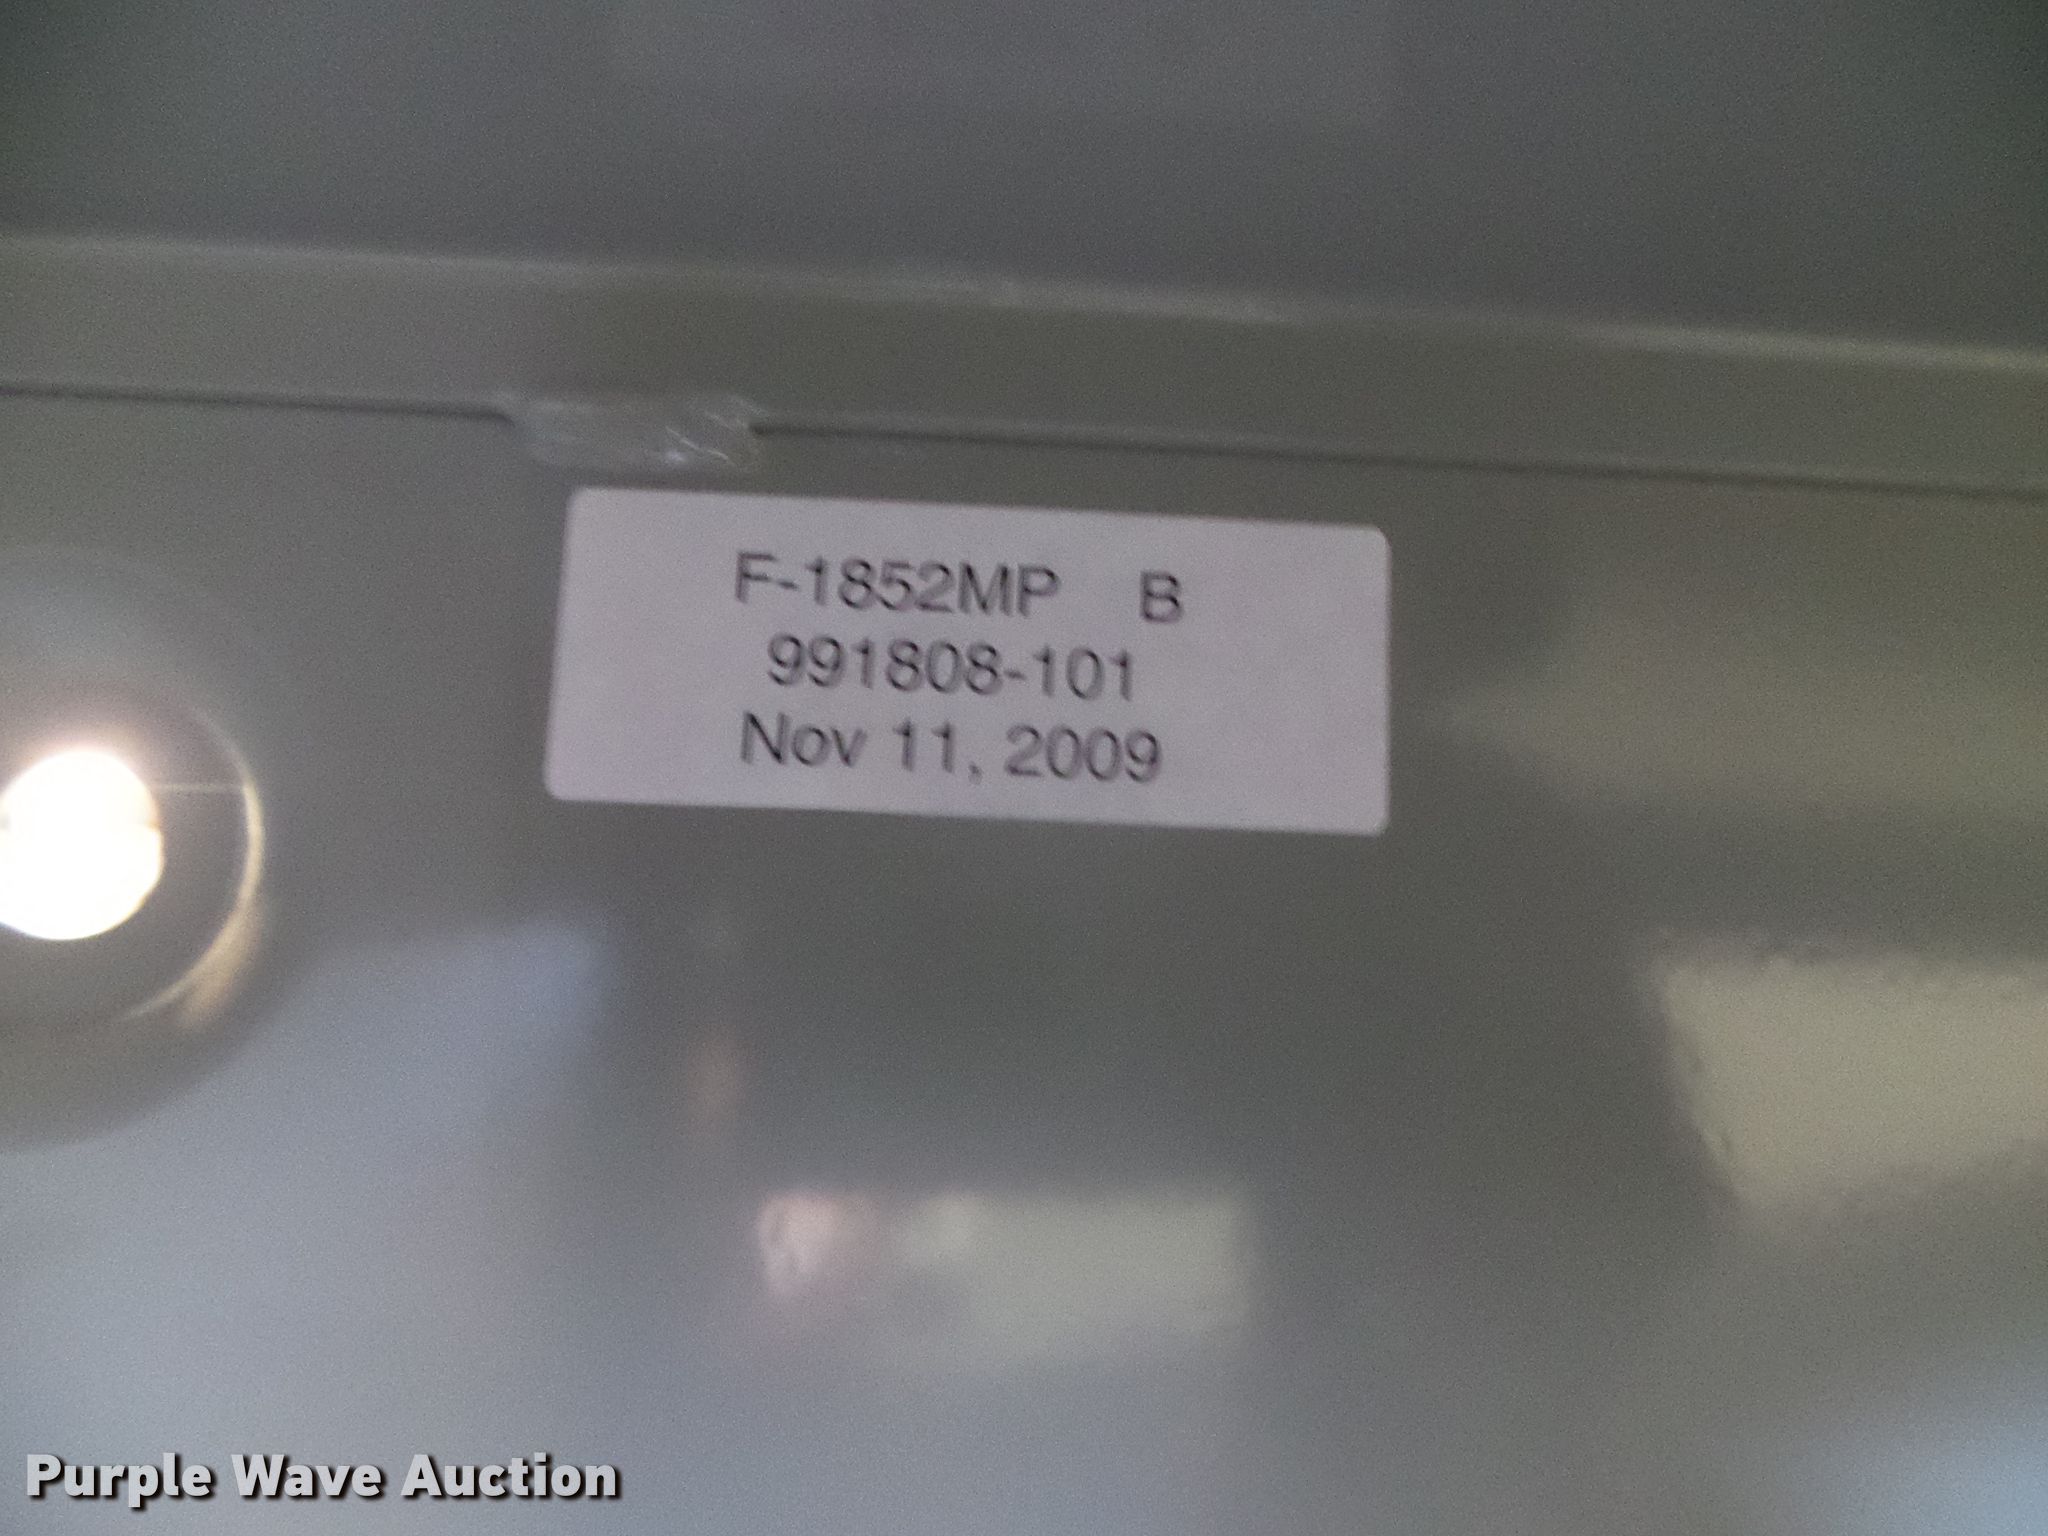 F-1852MP B
991808-101
Nov 11, 2009
Purple Wave Auction